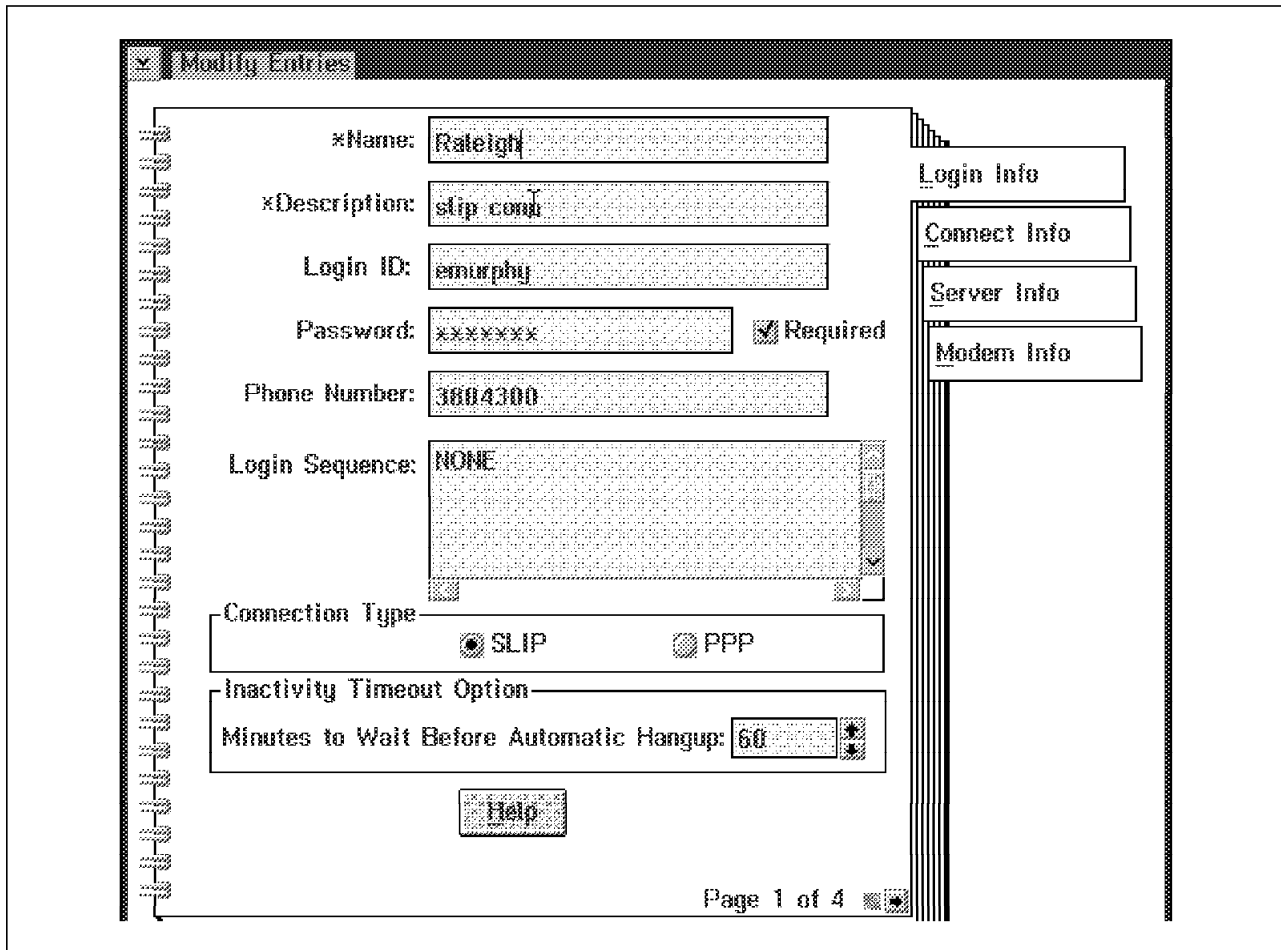 Modify Entries
*Name: Raleigh
*Description: slip conn
Login ID: emurphy
Password: xxxxxxx Required
Phone Number: 3804300
Login Sequence: NONE
Connection Type
SLIP PPP
Inactivity Timeout Option
Minutes to Wait Before Automatic Hangup: 60
Help
Page 1 of 4
Login Info
Connect Info
Server Info
Modem Info